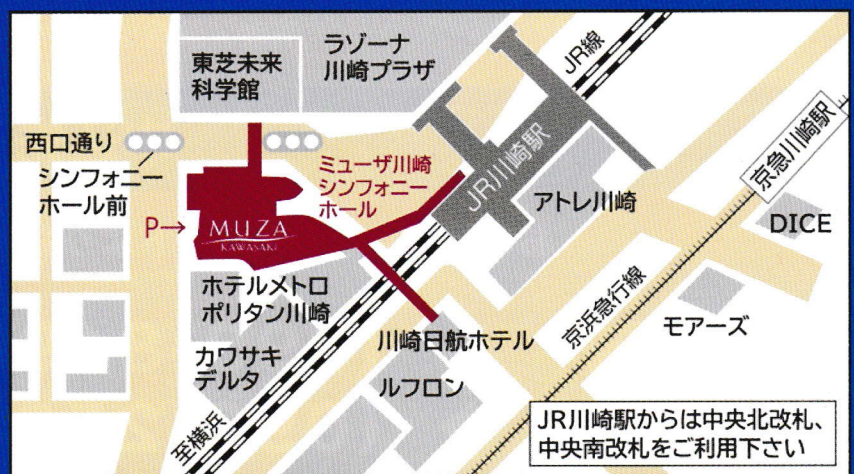 ラゾーナ
川崎プラザ
東芝未来
科学館
JR線
西口通り
シンフォニー
ホール前
ミューザ川崎
シンフォニー
ホール
JR川崎駅
京急川崎駅
アトレ川崎
DICE
P→
MUZA
KAWASAKI
ホテルメトロ
ポリタン川崎
京浜急行線
モアーズ
川崎日航ホテル
カワサキ
デルタ
ルフロン
至横浜
JR川崎駅からは中央北改札、
中央南改札をご利用下さい